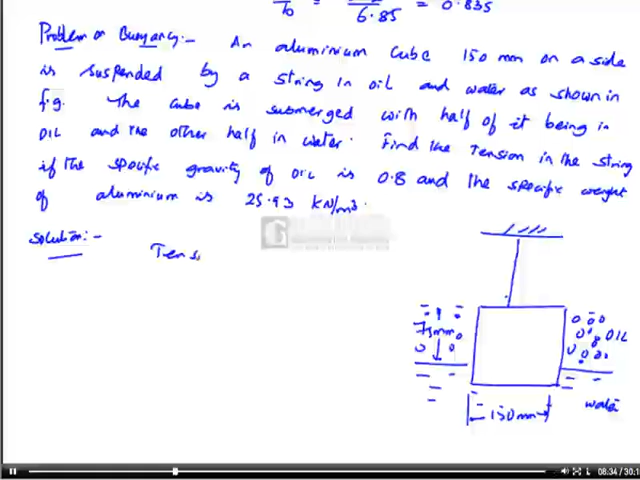 To
6.85
= 0.835
Problem on Buoyancy:- An aluminium cube 150 mm on a side
is suspended by a string in oil and water as shown in
fig. The cube is submerged with half of it being in
OIL and the other half in water. Find the Tension in the string
if the specific gravity of OIL is 0.8 and the specific weight
of aluminium is 25.93 KN/m³.
Solution:-
Tens
75mm
OIL
water
150mm
08:34 / 30:1